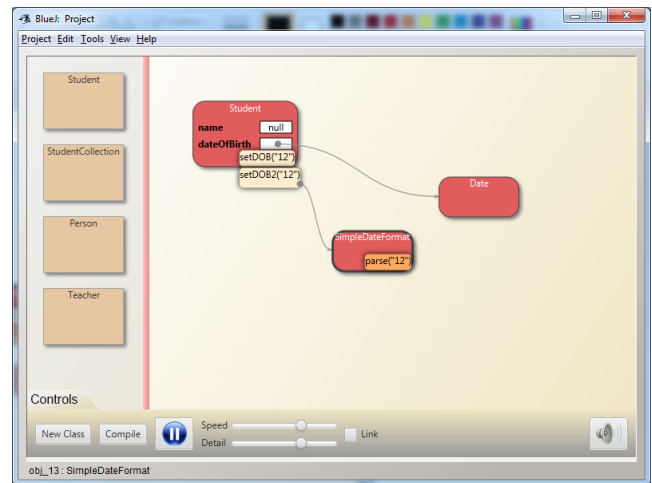 BlueJ: Project
Project Edit Tools View Help
Student
StudentCollection
Person
Teacher
Student
name null
dateOfBirth
setDOB("12")
setDOB2("12")
Date
SimpleDateFormat
parse("12")
Controls
New Class Compile Speed Detail Link
obj_13 : SimpleDateFormat